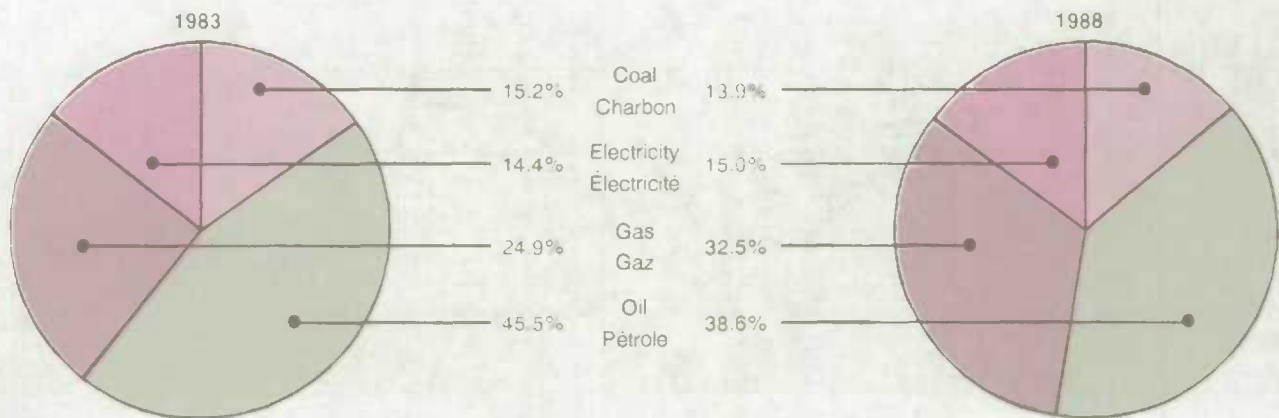 1983
1988
15.2% Coal Charbon 13.9%
14.4% Electricity Électricité 15.0%
24.9% Gas Gaz 32.5%
45.5% Oil Pétrole 38.6%